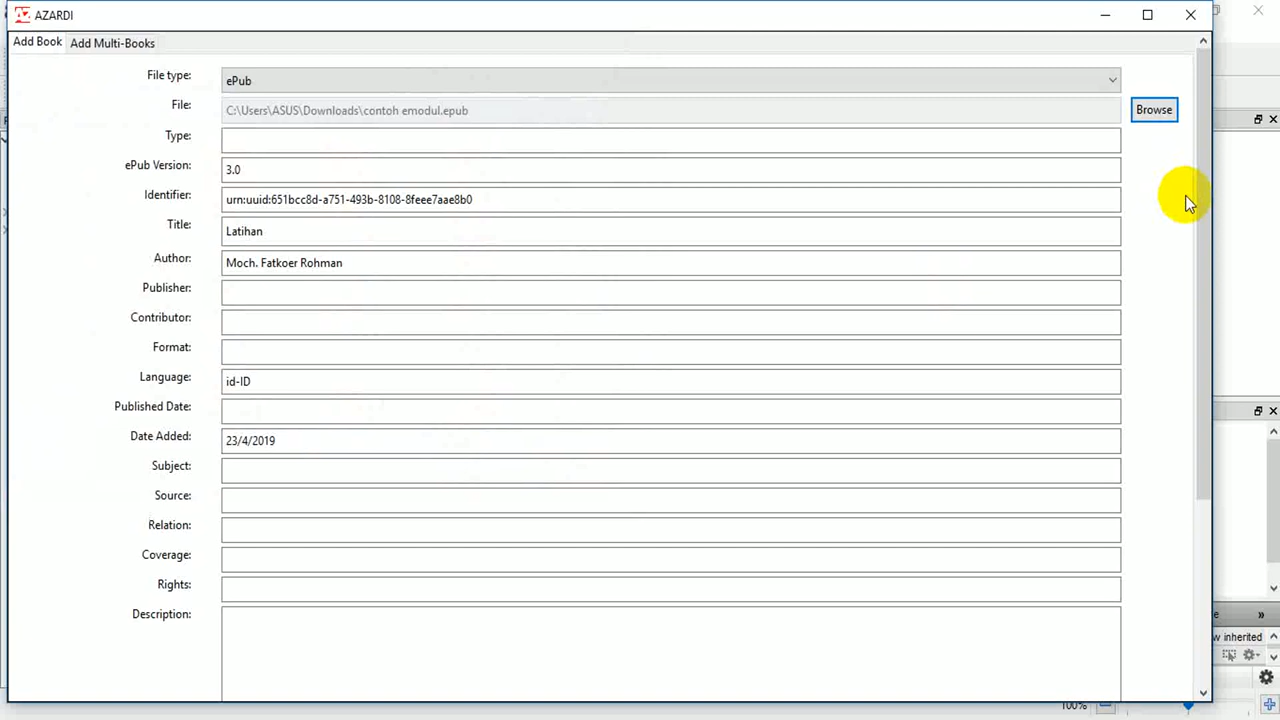 AZARDI
Add Book Add Multi-Books
File type: ePub
File: C:\Users\ASUS\Downloads\contoh emodul.epub Browse
Type:
ePub Version: 3.0
Identifier: urn:uuid:651bcc8d-a751-493b-8108-8feee7aae8b0
Title: Latihan
Author: Moch. Fatkoer Rohman
Publisher:
Contributor:
Format:
Language: id-ID
Published Date:
Date Added: 23/4/2019
Subject:
Source:
Relation:
Coverage:
Rights:
Description:
inherited
100%